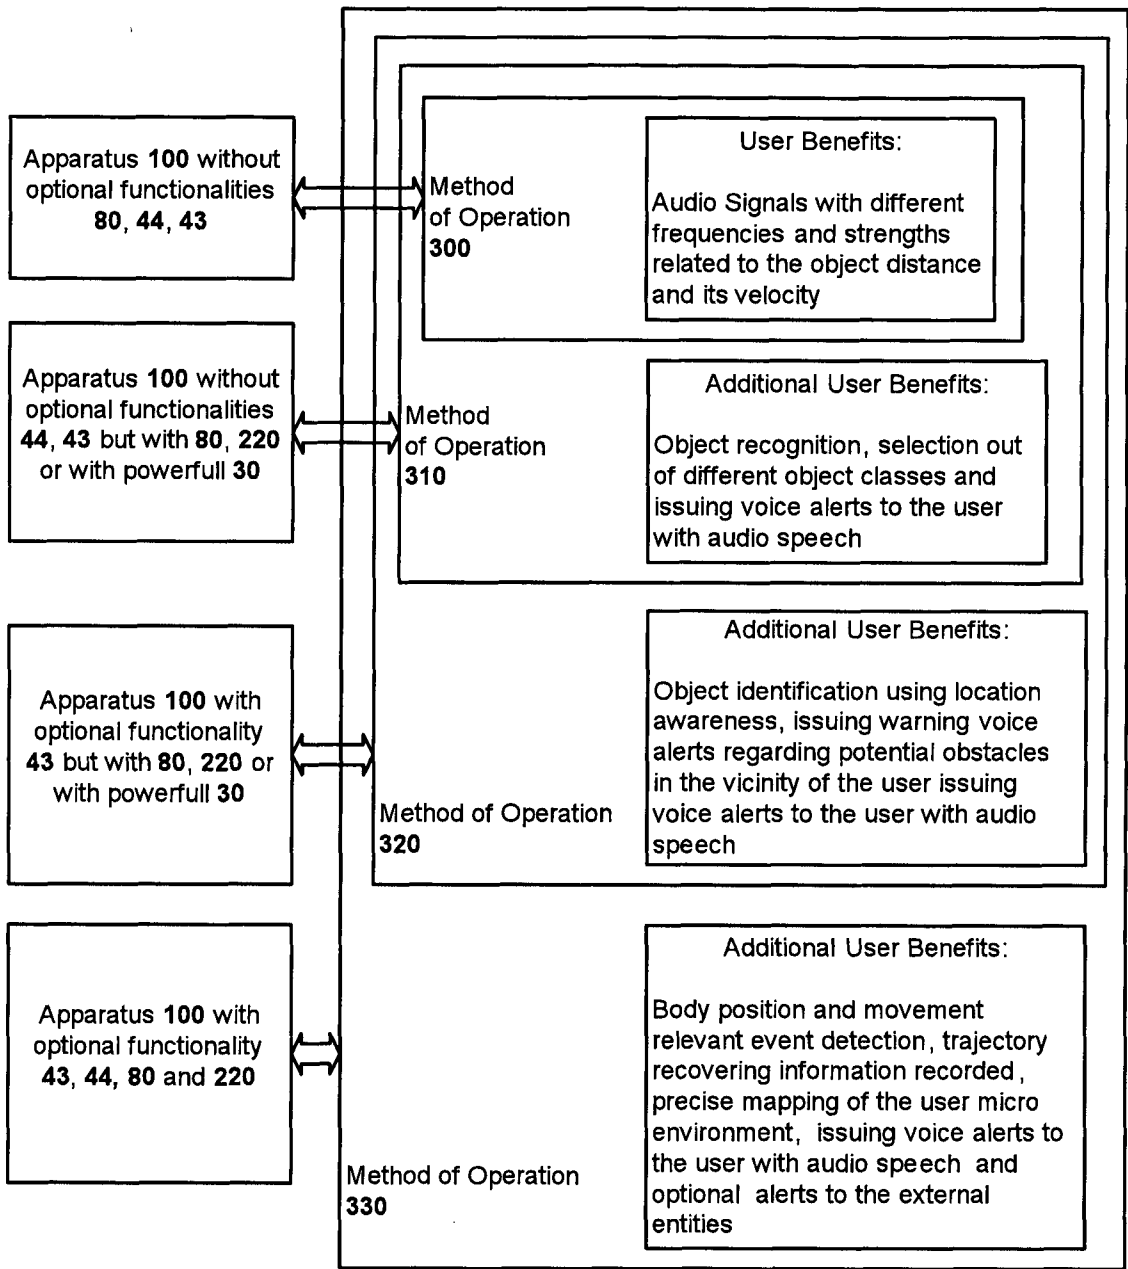 Apparatus 100 without
optional functionalities
80, 44, 43
Method
of Operation
300
User Benefits:
Audio Signals with different
frequencies and strengths
related to the object distance
and its velocity
Apparatus 100 without
optional functionalities
44, 43 but with 80, 220
or with powerfull 30
Method
of Operation
310
Additional User Benefits:
Object recognition, selection out
of different object classes and
issuing voice alerts to the user
with audio speech
Apparatus 100 with
optional functionality
43 but with 80, 220 or
with powerfull 30
Method of Operation
320
Additional User Benefits:
Object identification using location
awareness, issuing warning voice
alerts regarding potential obstacles
in the vicinity of the user issuing
voice alerts to the user with audio
speech
Apparatus 100 with
optional functionality
43, 44, 80 and 220
Method of Operation
330
Additional User Benefits:
Body position and movement
relevant event detection, trajectory
recovering information recorded,
precise mapping of the user micro
environment, issuing voice alerts to
the user with audio speech and
optional alerts to the external
entities